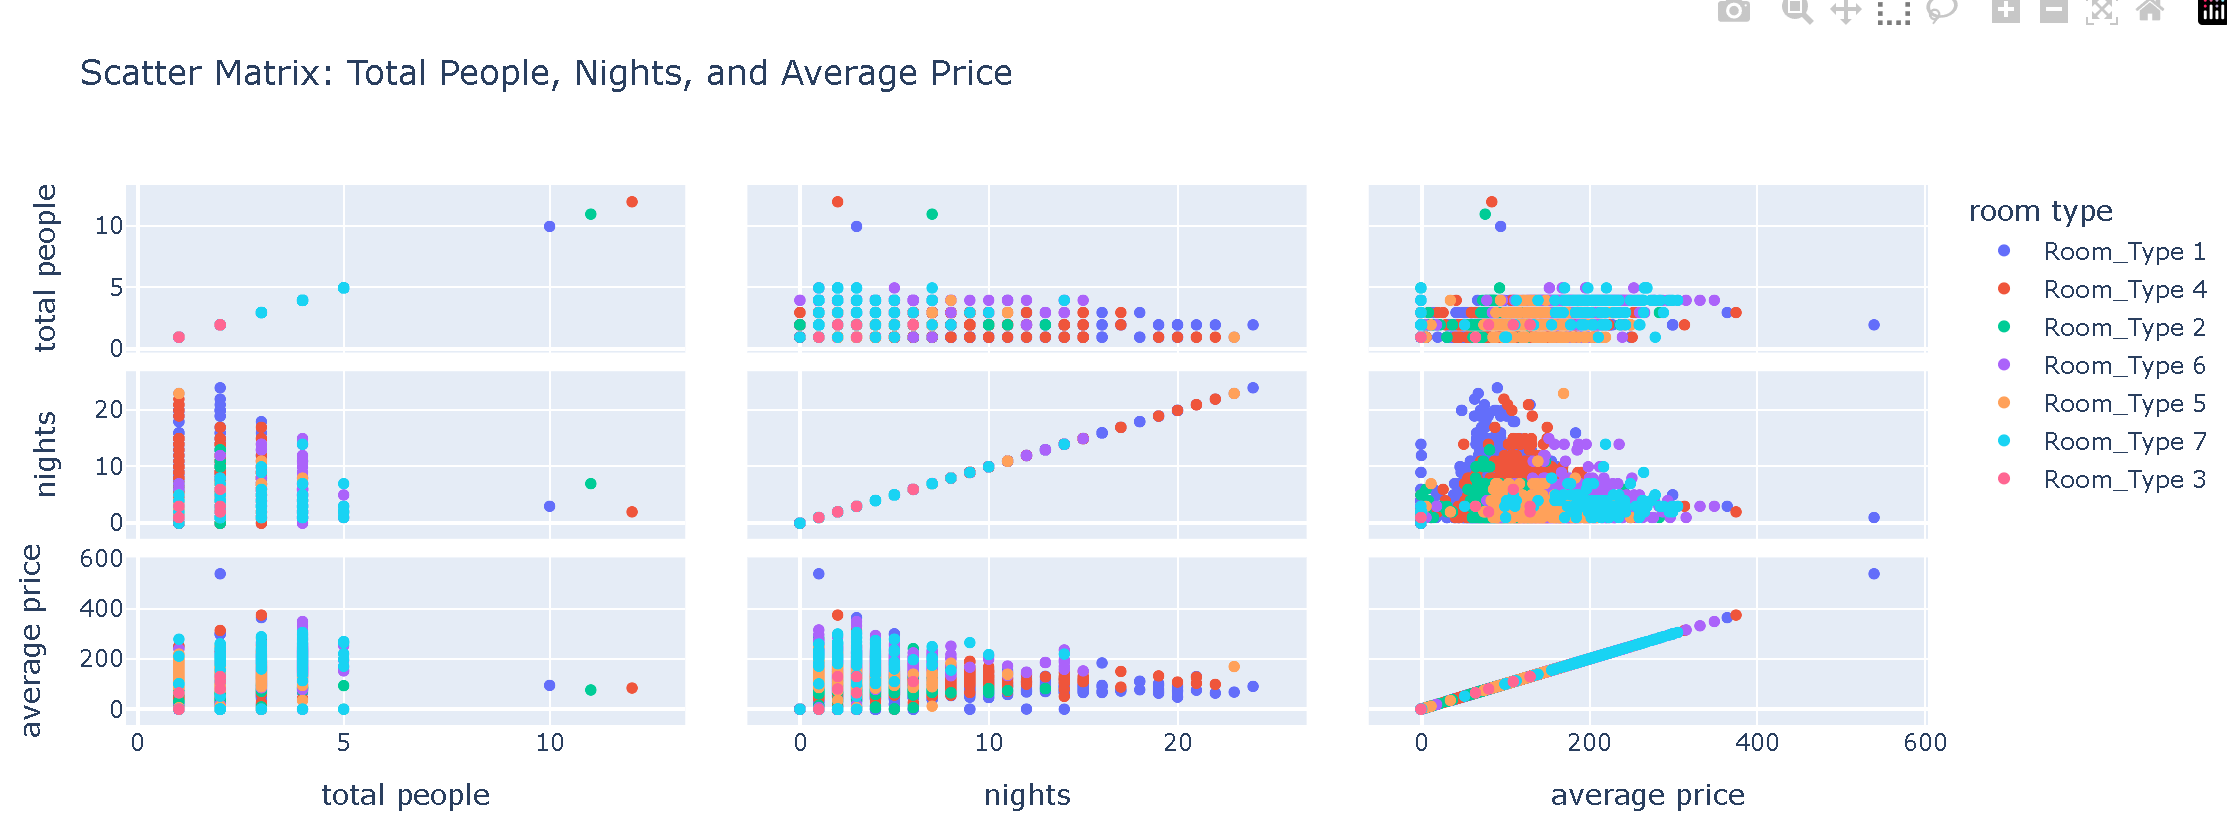 Scatter Matrix: Total People, Nights, and Average Price
total people
10
5
0
nights
20
10
0
average price
600
400
200
0
0 5 10
0 10 20
0 200 400 600
total people
nights
average price
room type
Room_Type 1
Room_Type 4
Room_Type 2
Room_Type 6
Room_Type 5
Room_Type 7
Room_Type 3